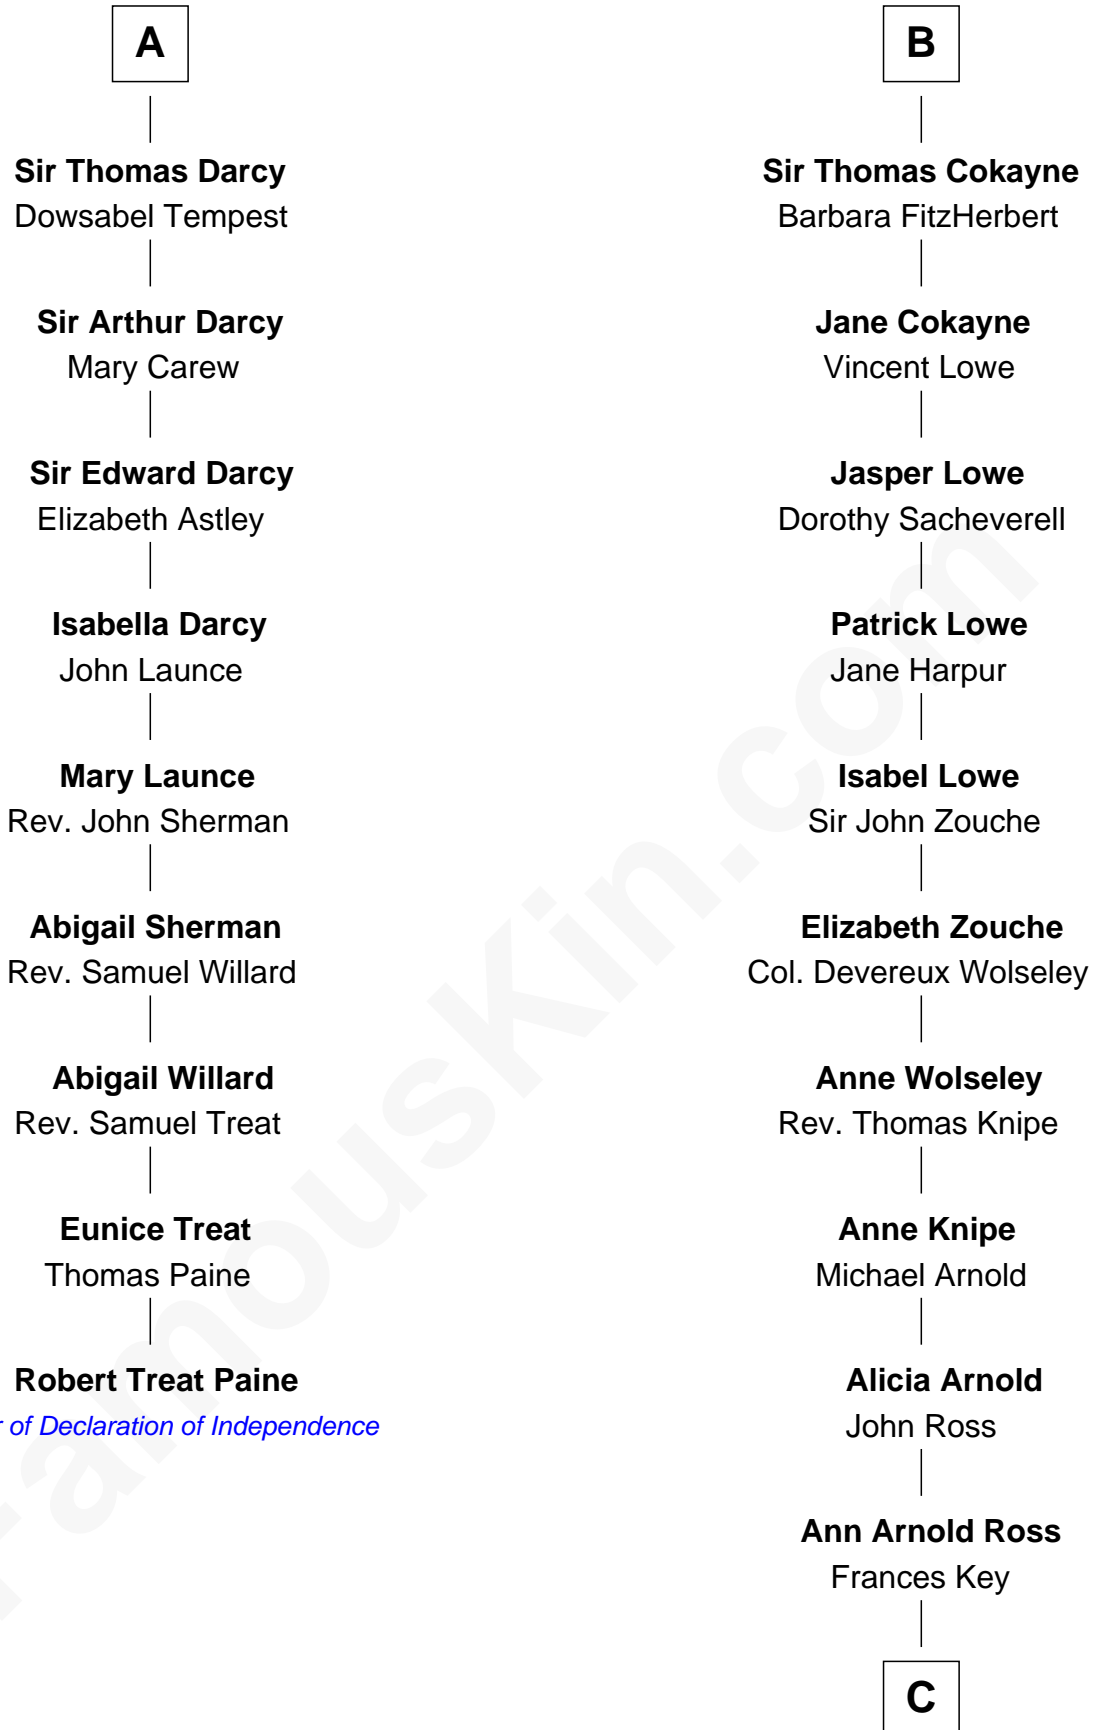 A
Sir Thomas Darcy
Dowsabel Tempest
Sir Arthur Darcy
Mary Carew
Sir Edward Darcy
Elizabeth Astley
Isabella Darcy
John Launce
Mary Launce
Rev. John Sherman
Abigail Sherman
Rev. Samuel Willard
Abigail Willard
Rev. Samuel Treat
Eunice Treat
Thomas Paine
Robert Treat Paine
of Declaration of Independence
B
Sir Thomas Cokayne
Barbara FitzHerbert
Jane Cokayne
Vincent Lowe
Jasper Lowe
Dorothy Sacheverell
Patrick Lowe
Jane Harpur
Isabel Lowe
Sir John Zouche
Elizabeth Zouche
Col. Devereux Wolseley
Anne Wolseley
Rev. Thomas Knipe
Anne Knipe
Michael Arnold
Alicia Arnold
John Ross
Ann Arnold Ross
Frances Key
C
FamousKin.com